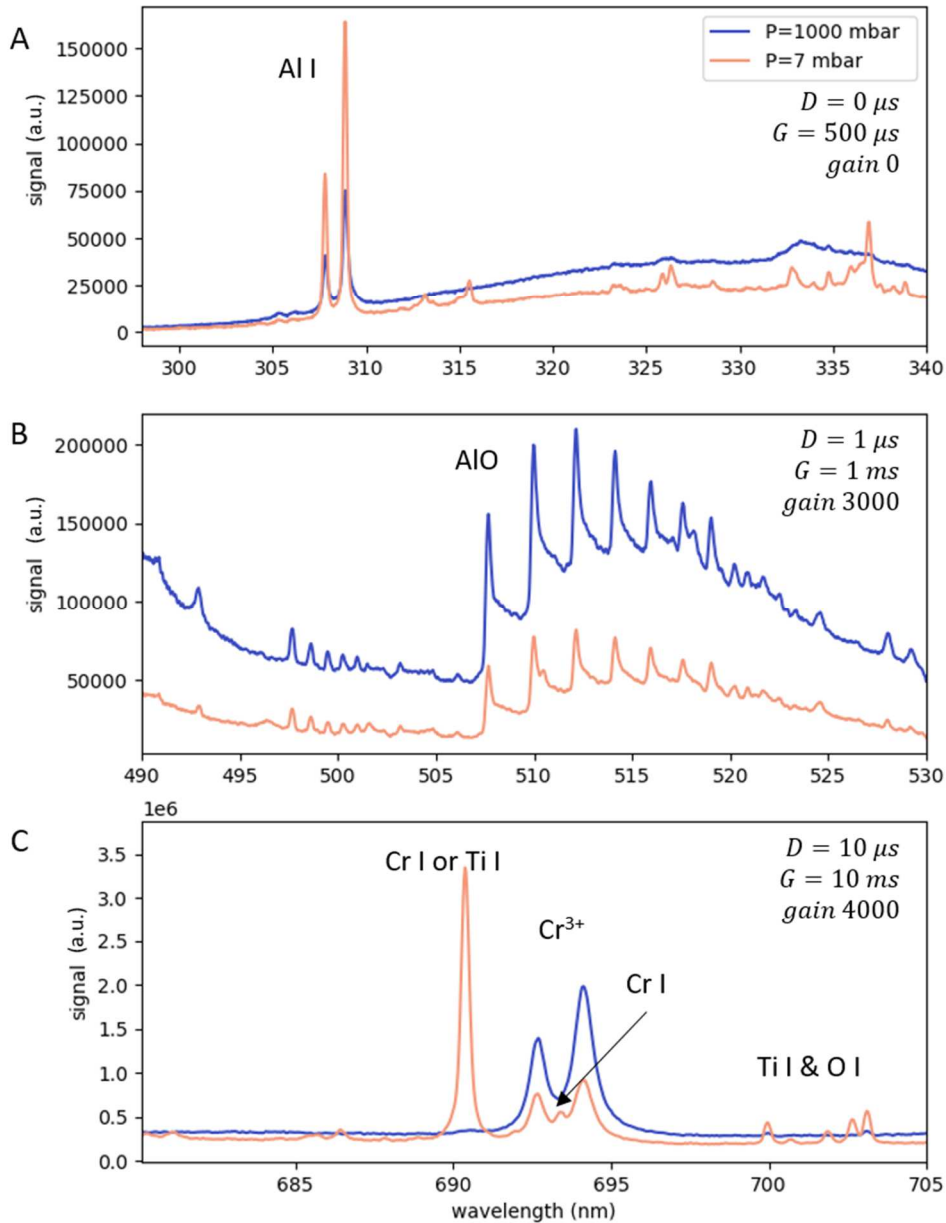 A
signal (a.u.)
150000
125000
100000
75000
50000
25000
0
Al I
P=1000 mbar
P=7 mbar
D = 0 μs
G = 500 μs
gain 0
300 305 310 315 320 325 330 335 340
B
signal (a.u.)
200000
150000
100000
50000
AlO
D = 1 μs
G = 1 ms
gain 3000
490 495 500 505 510 515 520 525 530
C
1e6
signal (a.u.)
3.5
3.0
2.5
2.0
1.5
1.0
0.5
0.0
Cr I or Ti I
Cr³⁺
Cr I
Ti I & O I
D = 10 μs
G = 10 ms
gain 4000
685 690 695 700 705
wavelength (nm)